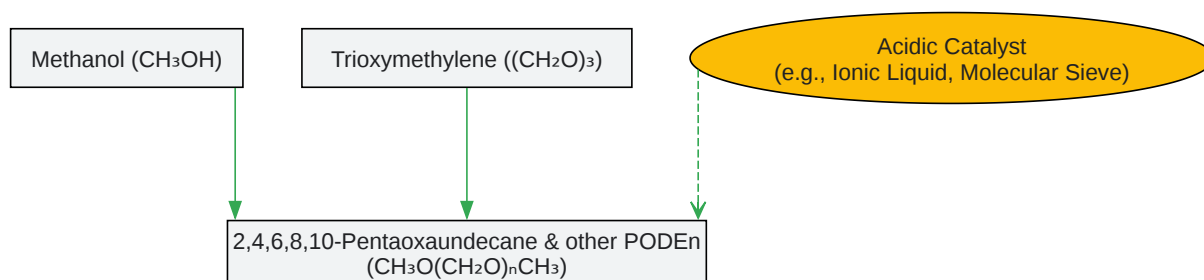 Methanol (CH₃OH)
Trioxymethylene ((CH₂O)₃)
Acidic Catalyst
(e.g., Ionic Liquid, Molecular Sieve)
2,4,6,8,10-Pentaoxaundecane & other PODEn
(CH₃O(CH₂O)ₙCH₃)